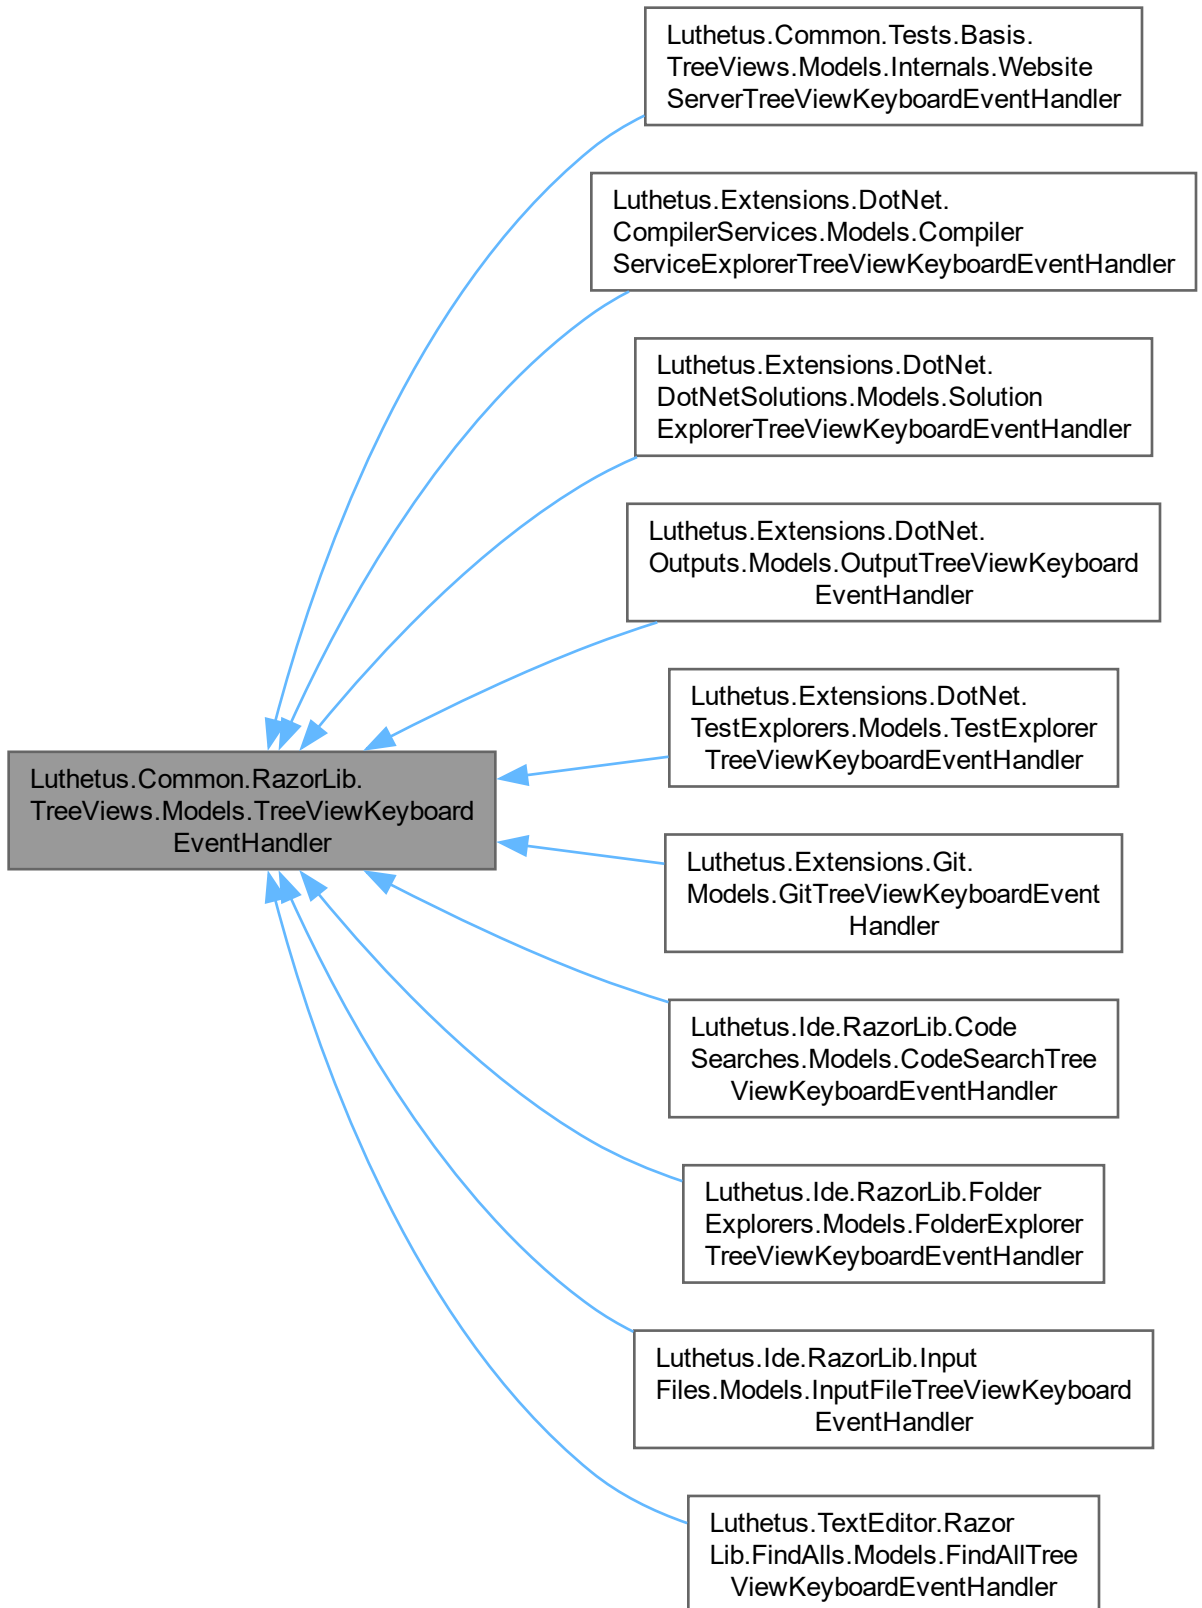 Luthetus.Common.Tests.Basis.
TreeViews.Models.Internals.Website
ServerTreeViewKeyboardEventHandler
Luthetus.Extensions.DotNet.
CompilerServices.Models.Compiler
ServiceExplorerTreeViewKeyboardEventHandler
Luthetus.Extensions.DotNet.
DotNetSolutions.Models.Solution
ExplorerTreeViewKeyboardEventHandler
Luthetus.Extensions.DotNet.
Outputs.Models.OutputTreeViewKeyboard
EventHandler
Luthetus.Extensions.DotNet.
TestExplorers.Models.TestExplorer
TreeViewKeyboardEventHandler
Luthetus.Common.RazorLib.
TreeViews.Models.TreeViewKeyboard
EventHandler
Luthetus.Extensions.Git.
Models.GitTreeViewKeyboardEvent
Handler
Luthetus.Ide.RazorLib.Code
Searches.Models.CodeSearchTree
ViewKeyboardEventHandler
Luthetus.Ide.RazorLib.Folder
Explorers.Models.FolderExplorer
TreeViewKeyboardEventHandler
Luthetus.Ide.RazorLib.Input
Files.Models.InputFileTreeViewKeyboard
EventHandler
Luthetus.TextEditor.Razor
Lib.FindAlls.Models.FindAllTree
ViewKeyboardEventHandler